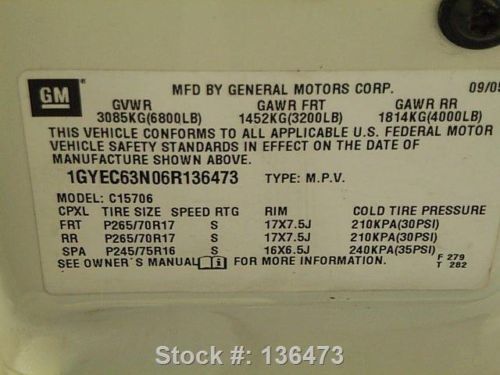 GM
MFD BY GENERAL MOTORS CORP. 09/05
GVWR GAWR FRT GAWR RR
3085KG(6800LB) 1452KG(3200LB) 1814KG(4000LB)
THIS VEHICLE CONFORMS TO ALL APPLICABLE U.S. FEDERAL MOTOR
VEHICLE SAFETY STANDARDS IN EFFECT ON THE DATE OF
MANUFACTURE SHOWN ABOVE.
1GYEC63N06R136473 TYPE: M.P.V.
MODEL: C15706
CPXL TIRE SIZE SPEED RTG RIM COLD TIRE PRESSURE
FRT P265/70R17 S 17X7.5J 210KPA(30PSI)
RR P265/70R17 S 17X7.5J 210KPA(30PSI)
SPA P245/75R16 S 16X6.5J 240KPA(35PSI)
SEE OWNER'S MANUAL FOR MORE INFORMATION. F 279
T 282
Stock #: 136473